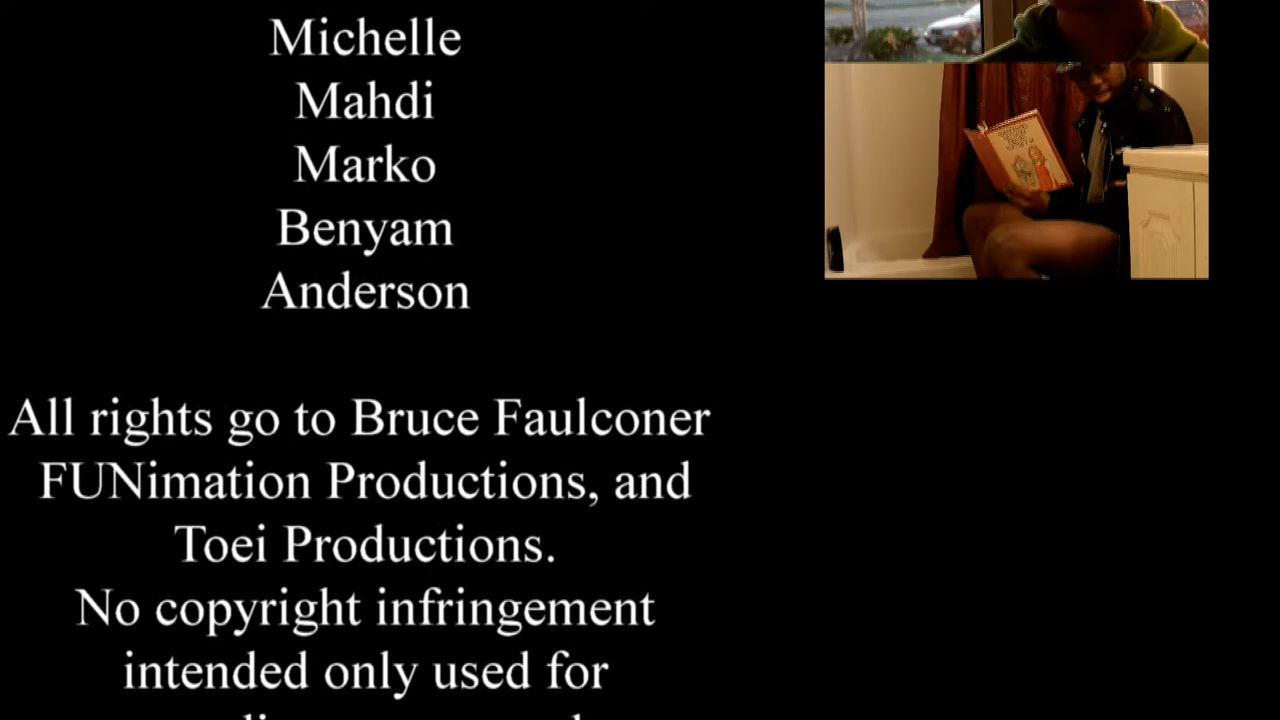 Michelle
Mahdi
Marko
Benyam
Anderson
All rights go to Bruce Faulconer
FUNimation Productions, and
Toei Productions.
No copyright infringement
intended only used for